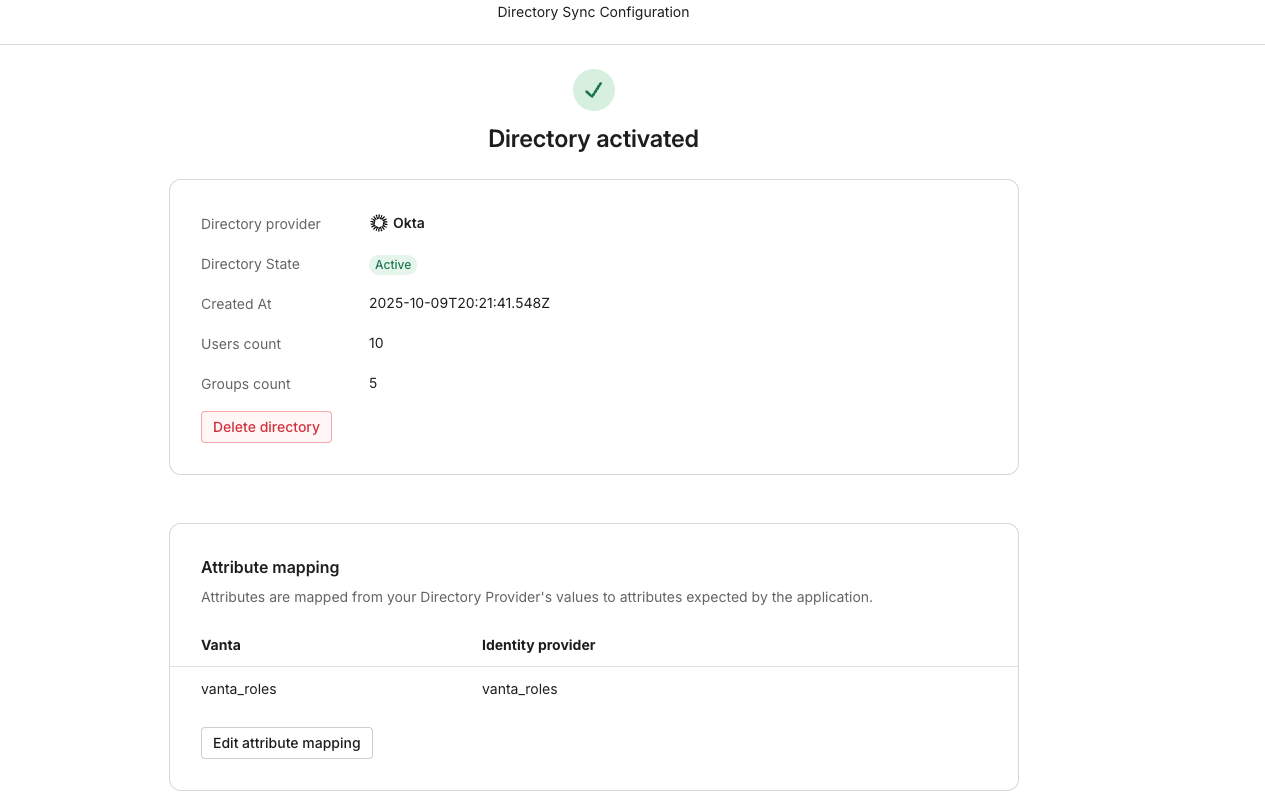 Directory Sync Configuration
Directory activated
Directory provider Okta
Directory State Active
Created At 2025-10-09T20:21:41.548Z
Users count 10
Groups count 5
Delete directory
Attribute mapping
Attributes are mapped from your Directory Provider's values to attributes expected by the application.
Vanta Identity provider
vanta_roles vanta_roles
Edit attribute mapping